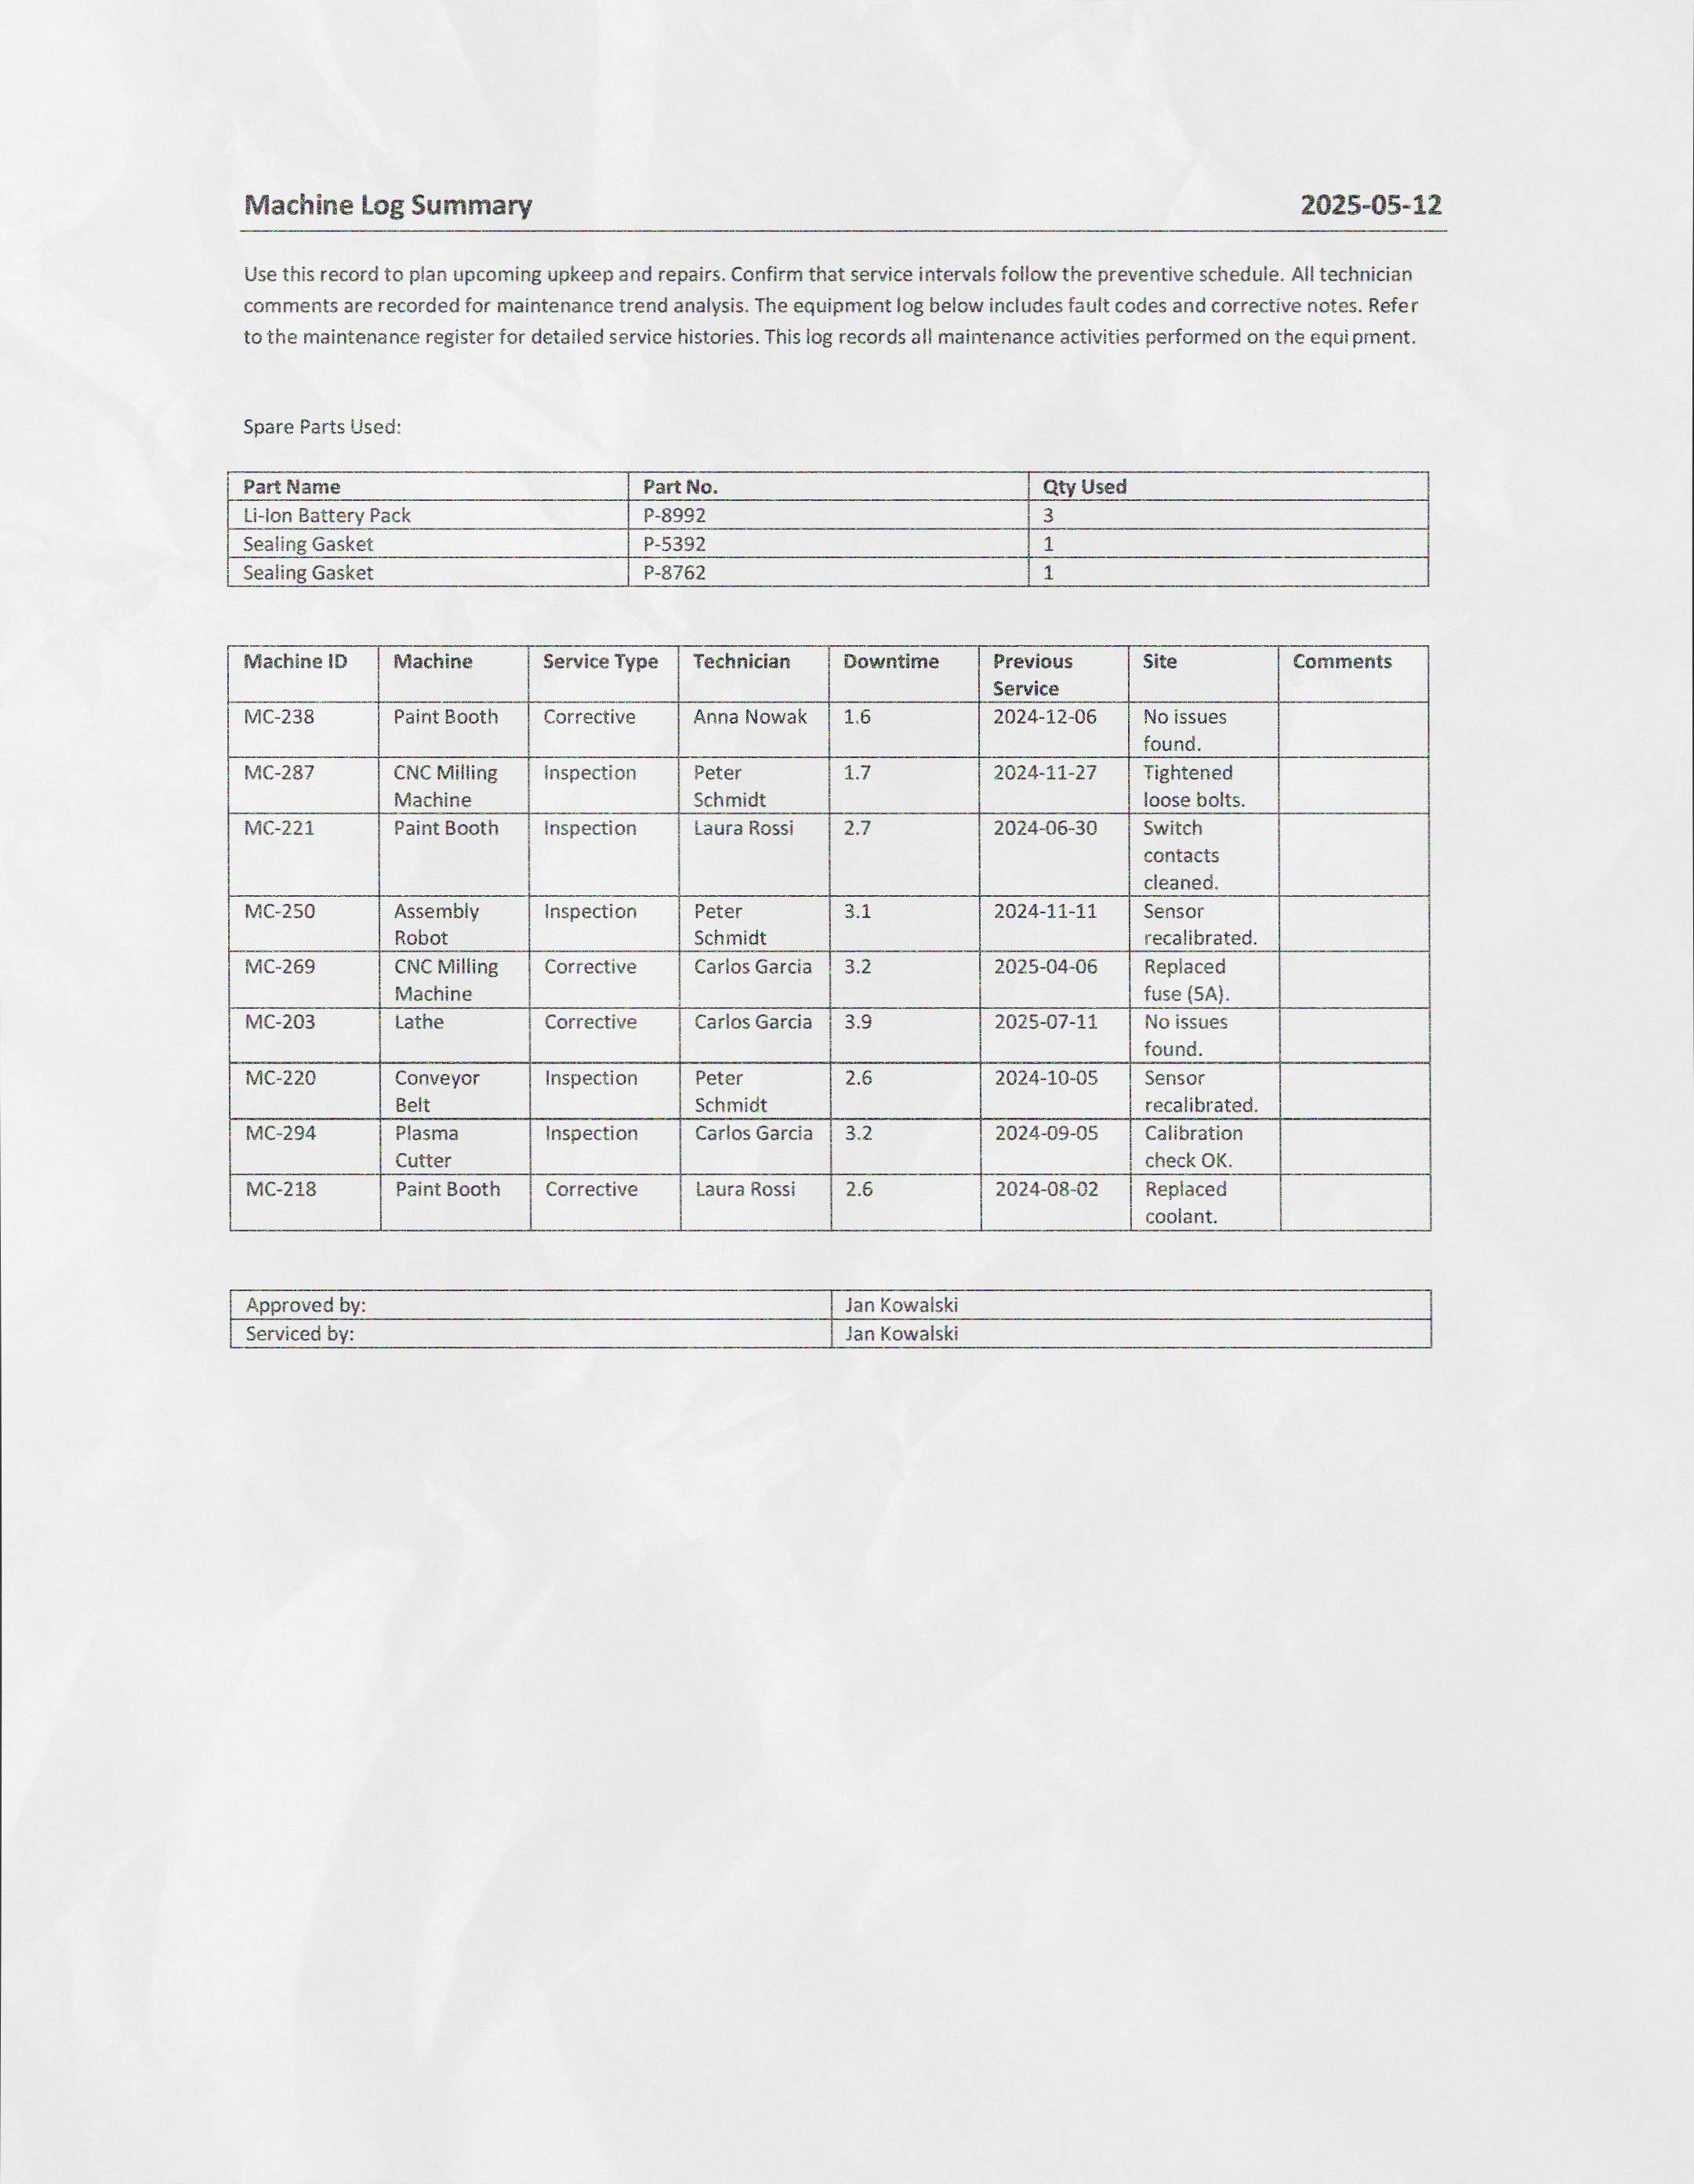 Machine Log Summary 2025-05-12
Use this record to plan upcoming upkeep and repairs. Confirm that service intervals follow the preventive schedule. All technician
comments are recorded for maintenance trend analysis. The equipment log below includes fault codes and corrective notes. Refer
to the maintenance register for detailed service histories. This log records all maintenance activities performed on the equipment.
Spare Parts Used:
Part Name Part No. Qty Used
Li-Ion Battery Pack P-8992 3
Sealing Gasket P-5392 1
Sealing Gasket P-8762 1
Machine ID Machine Service Type Technician Downtime Previous Site Comments
Service
MC-238 Paint Booth Corrective Anna Nowak 1.6 2024-12-06 No issues
found.
MC-287 CNC Milling Inspection Peter 1.7 2024-11-27 Tightened
Machine Schmidt loose bolts.
MC-221 Paint Booth Inspection Laura Rossi 2.7 2024-06-30 Switch
contacts
cleaned.
MC-250 Assembly Inspection Peter 3.1 2024-11-11 Sensor
Robot Schmidt recalibrated.
MC-269 CNC Milling Corrective Carlos Garcia 3.2 2025-04-06 Replaced
Machine fuse (5A).
MC-203 Lathe Corrective Carlos Garcia 3.9 2025-07-11 No issues
found.
MC-220 Conveyor Inspection Peter 2.6 2024-10-05 Sensor
Belt Schmidt recalibrated.
MC-294 Plasma Inspection Carlos Garcia 3.2 2024-09-05 Calibration
Cutter check OK.
MC-218 Paint Booth Corrective Laura Rossi 2.6 2024-08-02 Replaced
coolant.
Approved by: Jan Kowalski
Serviced by: Jan Kowalski